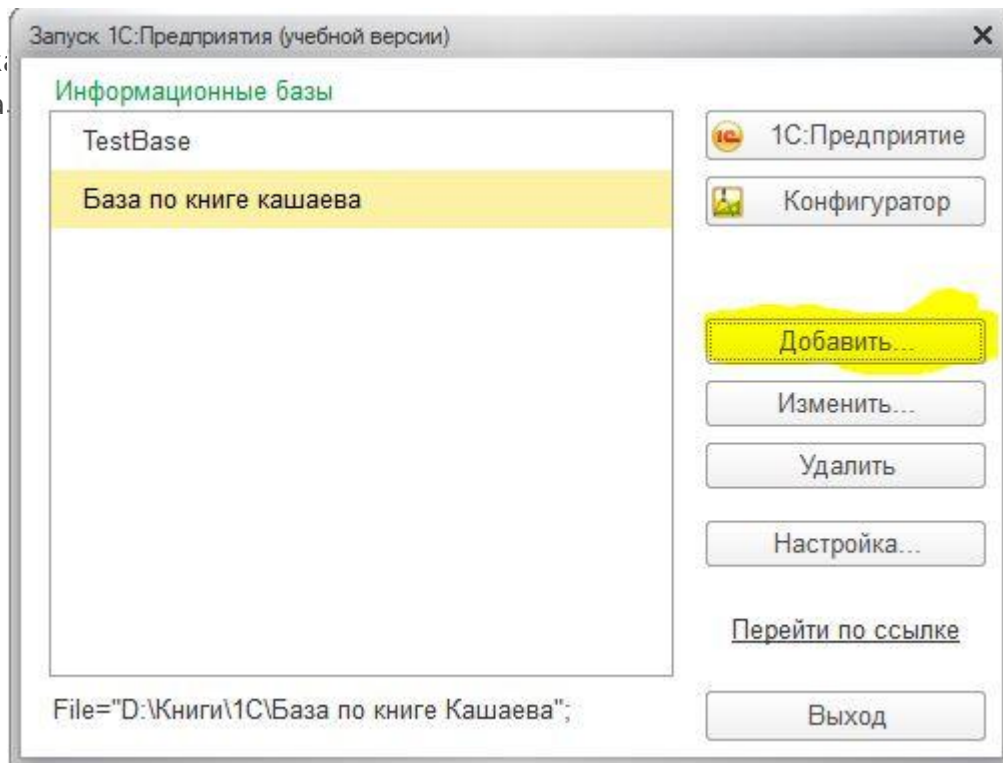 Запуск 1С:Предприятия (учебной версии)
Информационные базы
TestBase
База по книге кашаева
1С:Предприятие
Конфигуратор
Добавить...
Изменить...
Удалить
Настройка...
Перейти по ссылке
File="D:\Книги\1С\База по книге Кашаева";
Выход